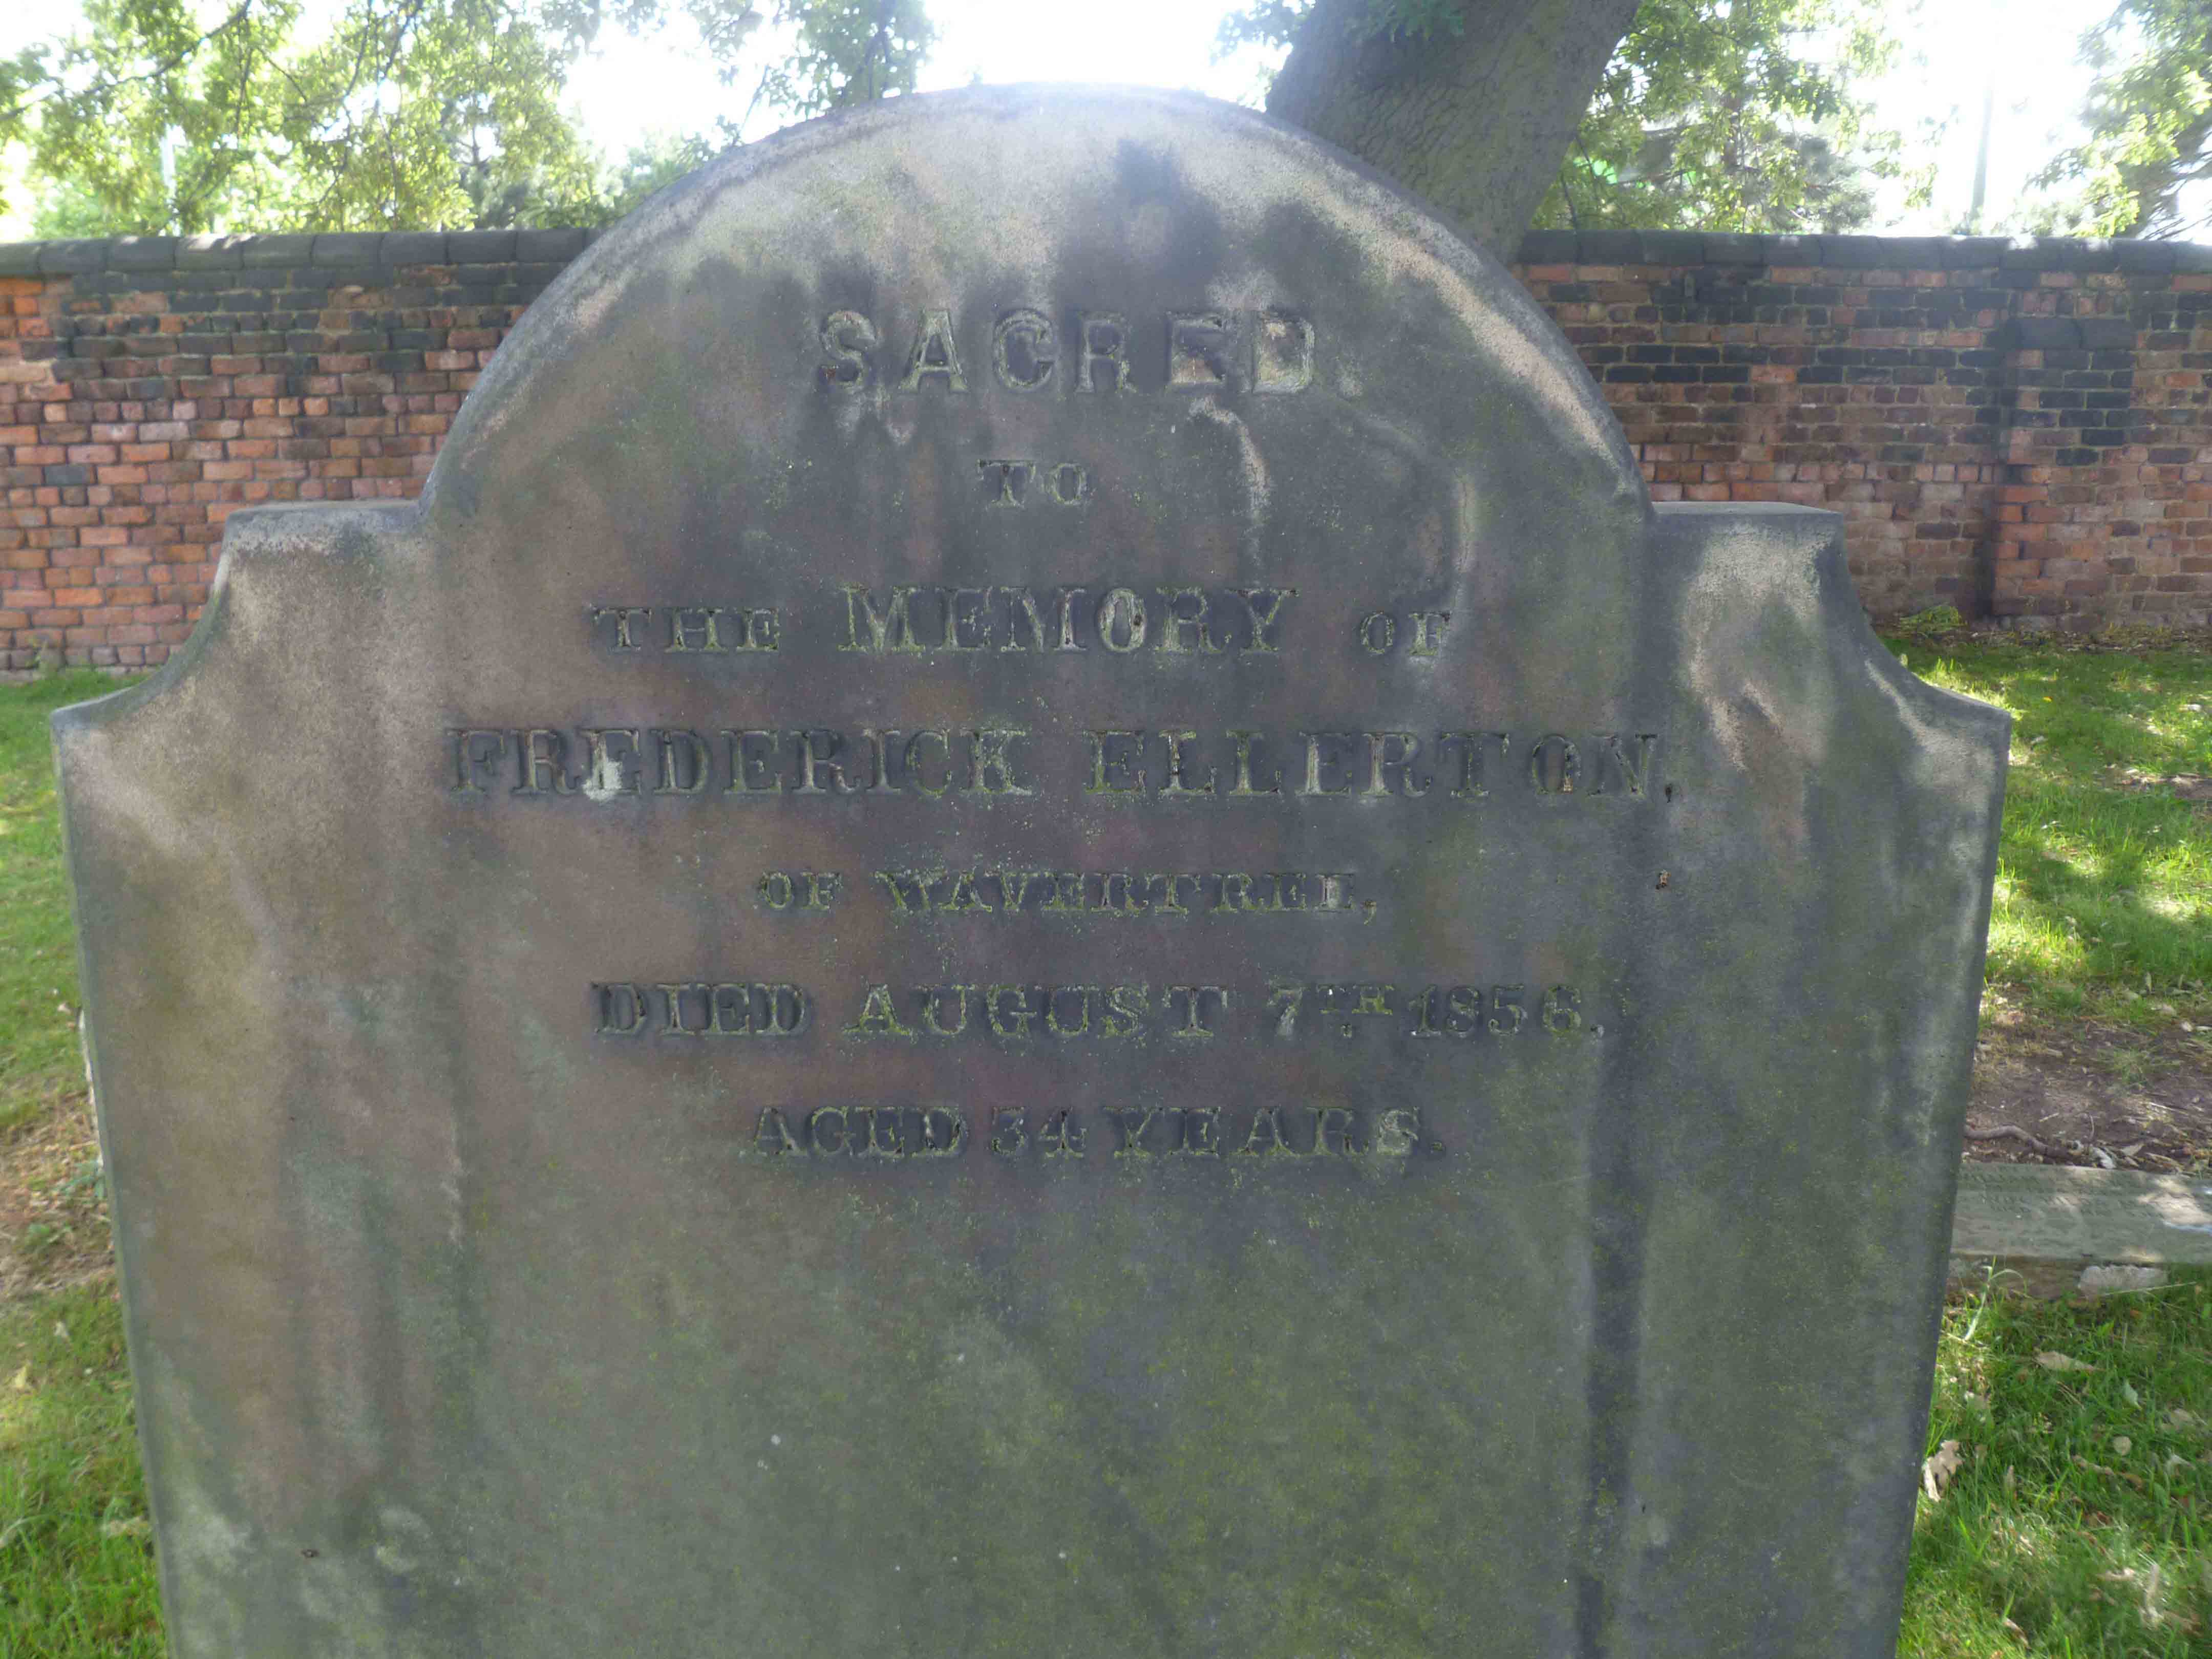 SACRED
TO
THE MEMORY OF
FREDERICK ELLERTON,
OF WAVERTREE,
DIED AUGUST 7TH 1856,
AGED 34 YEARS.